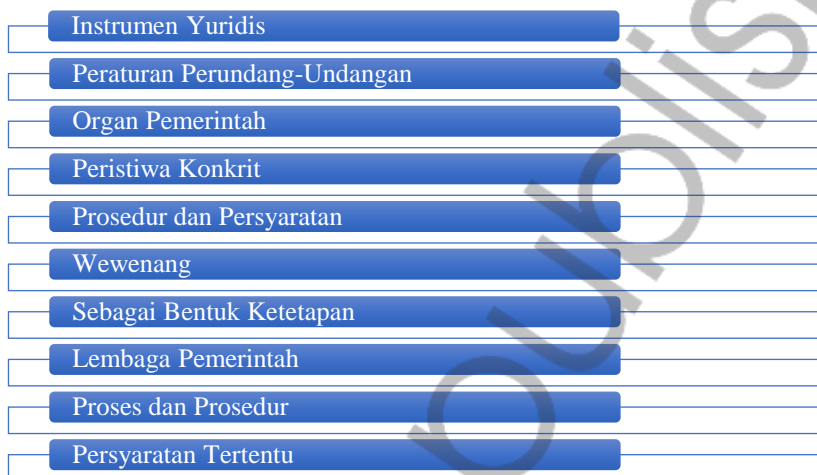 Instrumen Yuridis
Peraturan Perundang-Undangan
Organ Pemerintah
Peristiwa Konkrit
Prosedur dan Persyaratan
Wewenang
Sebagai Bentuk Ketetapan
Lembaga Pemerintah
Proses dan Prosedur
Persyaratan Tertentu